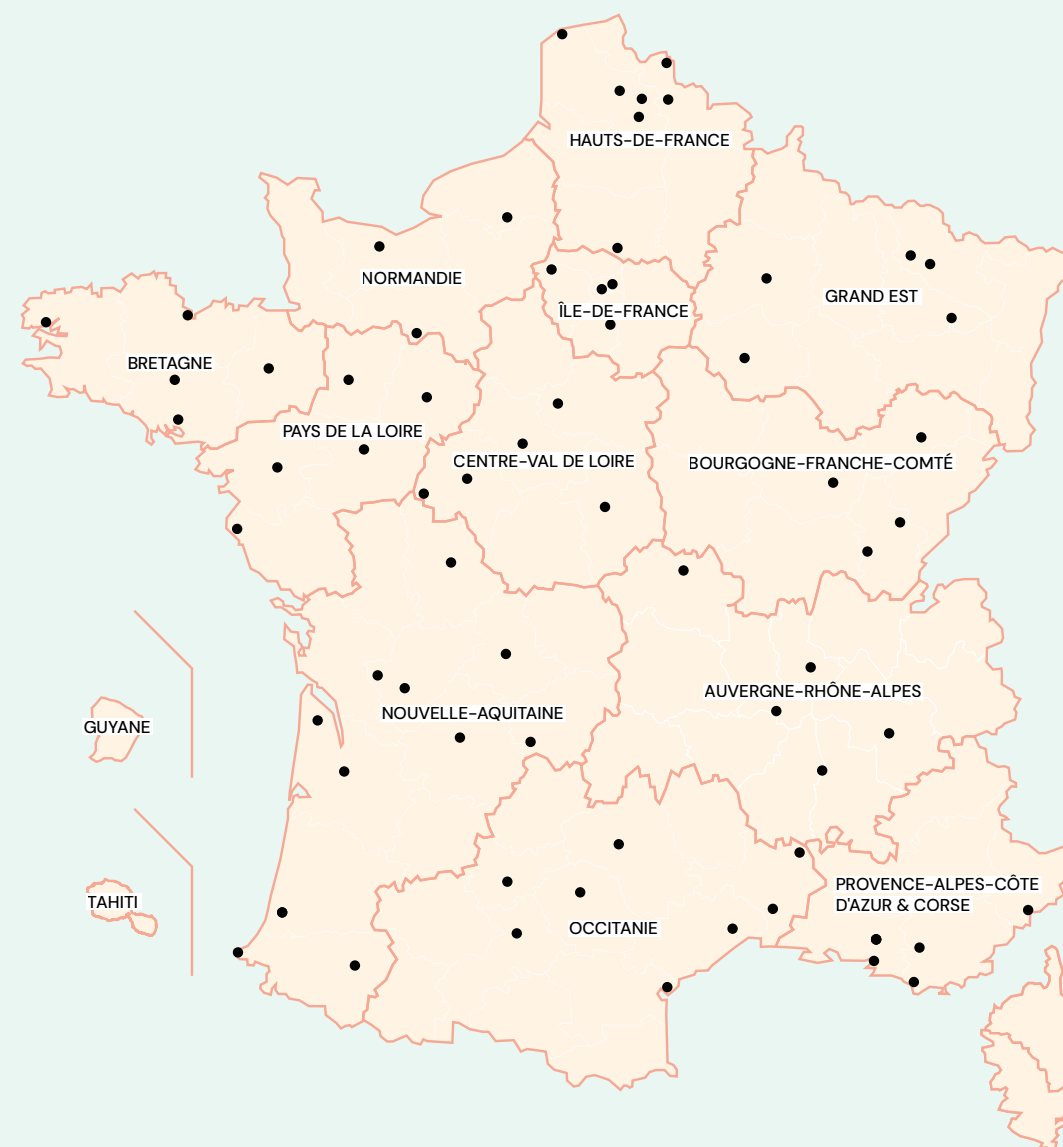 HAUTS-DE-FRANCE
NORMANDIE
GRAND EST
ÎLE-DE-FRANCE
BRETAGNE
PAYS DE LA LOIRE
CENTRE-VAL DE LOIRE
BOURGOGNE-FRANCHE-COMTÉ
AUVERGNE-RHÔNE-ALPES
NOUVELLE-AQUITAINE
GUYANE
PROVENCE-ALPES-CÔTE
D'AZUR & CORSE
TAHITI
OCCITANIE